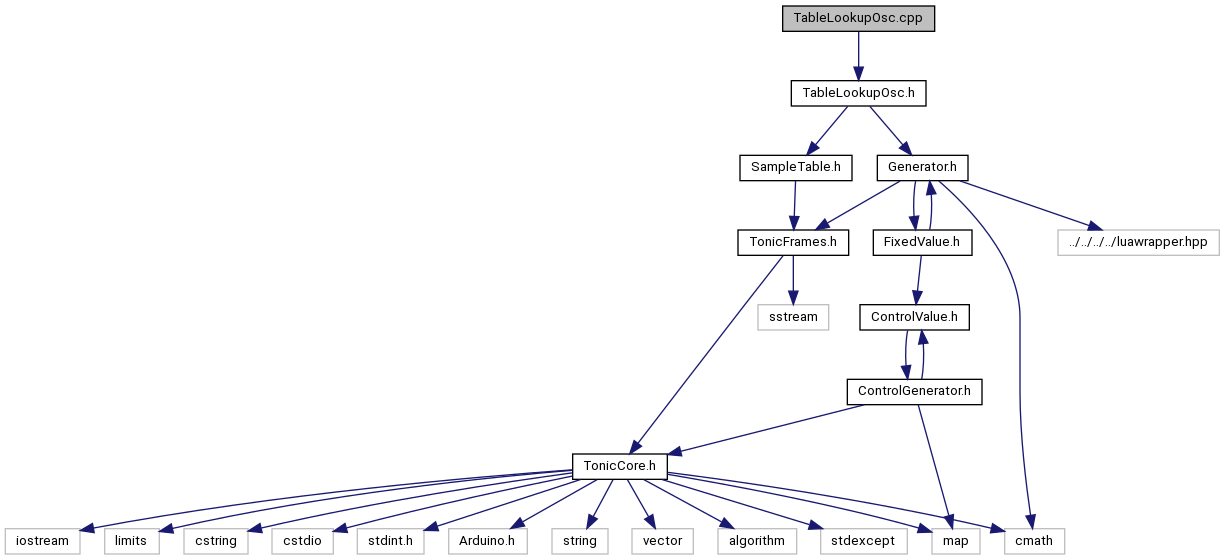 TableLookupOsc.cpp
TableLookupOsc.h
SampleTable.h
Generator.h
TonicFrames.h
FixedValue.h
../../../../luawrapper.hpp
sstream
ControlValue.h
ControlGenerator.h
TonicCore.h
iostream
limits
cstring
cstdio
stdint.h
Arduino.h
string
vector
algorithm
stdexcept
map
cmath